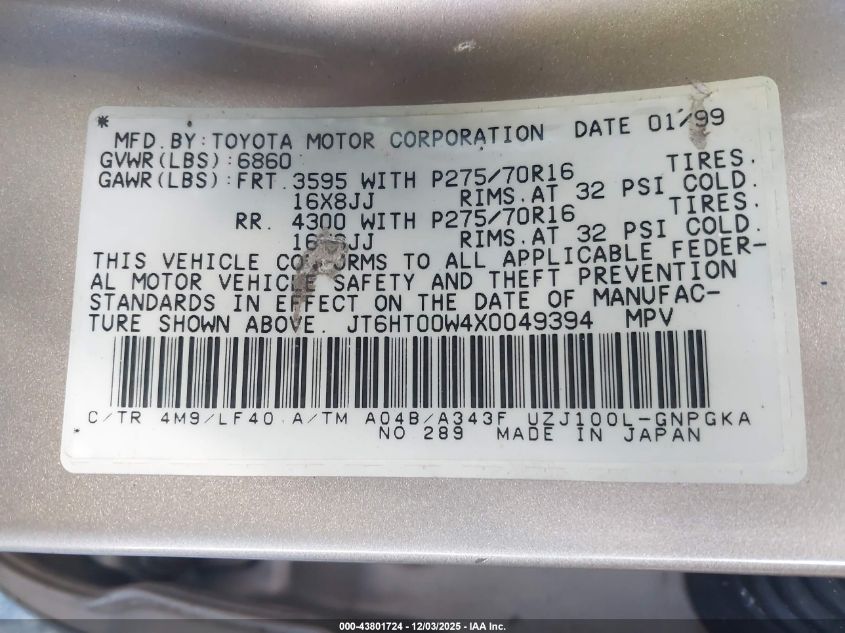 *
MFD. BY: TOYOTA MOTOR CORPORATION DATE 01/99
GVWR(LBS):6860
GAWR(LBS):FRT. 3595 WITH P275/70R16 TIRES.
16X8JJ RIMS. AT 32 PSI COLD.
RR. 4300 WITH P275/70R16 TIRES.
RIMS. AT 32 PSI COLD.
THIS VEHICLE CONFORMS TO ALL APPLICABLE FEDER-
AL MOTOR VEHICLE SAFETY AND THEFT PREVENTION
STANDARDS IN EFFECT ON THE DATE OF MANUFAC-
TURE SHOWN ABOVE. JT6HT00W4X0049394 MPV
C/TR 4M9/LF40 A/TM A04B/A343F UZJ100L-GNPGKA
NO 289 MADE IN JAPAN
000-43801724 - 12/03/2025 - IAA Inc.